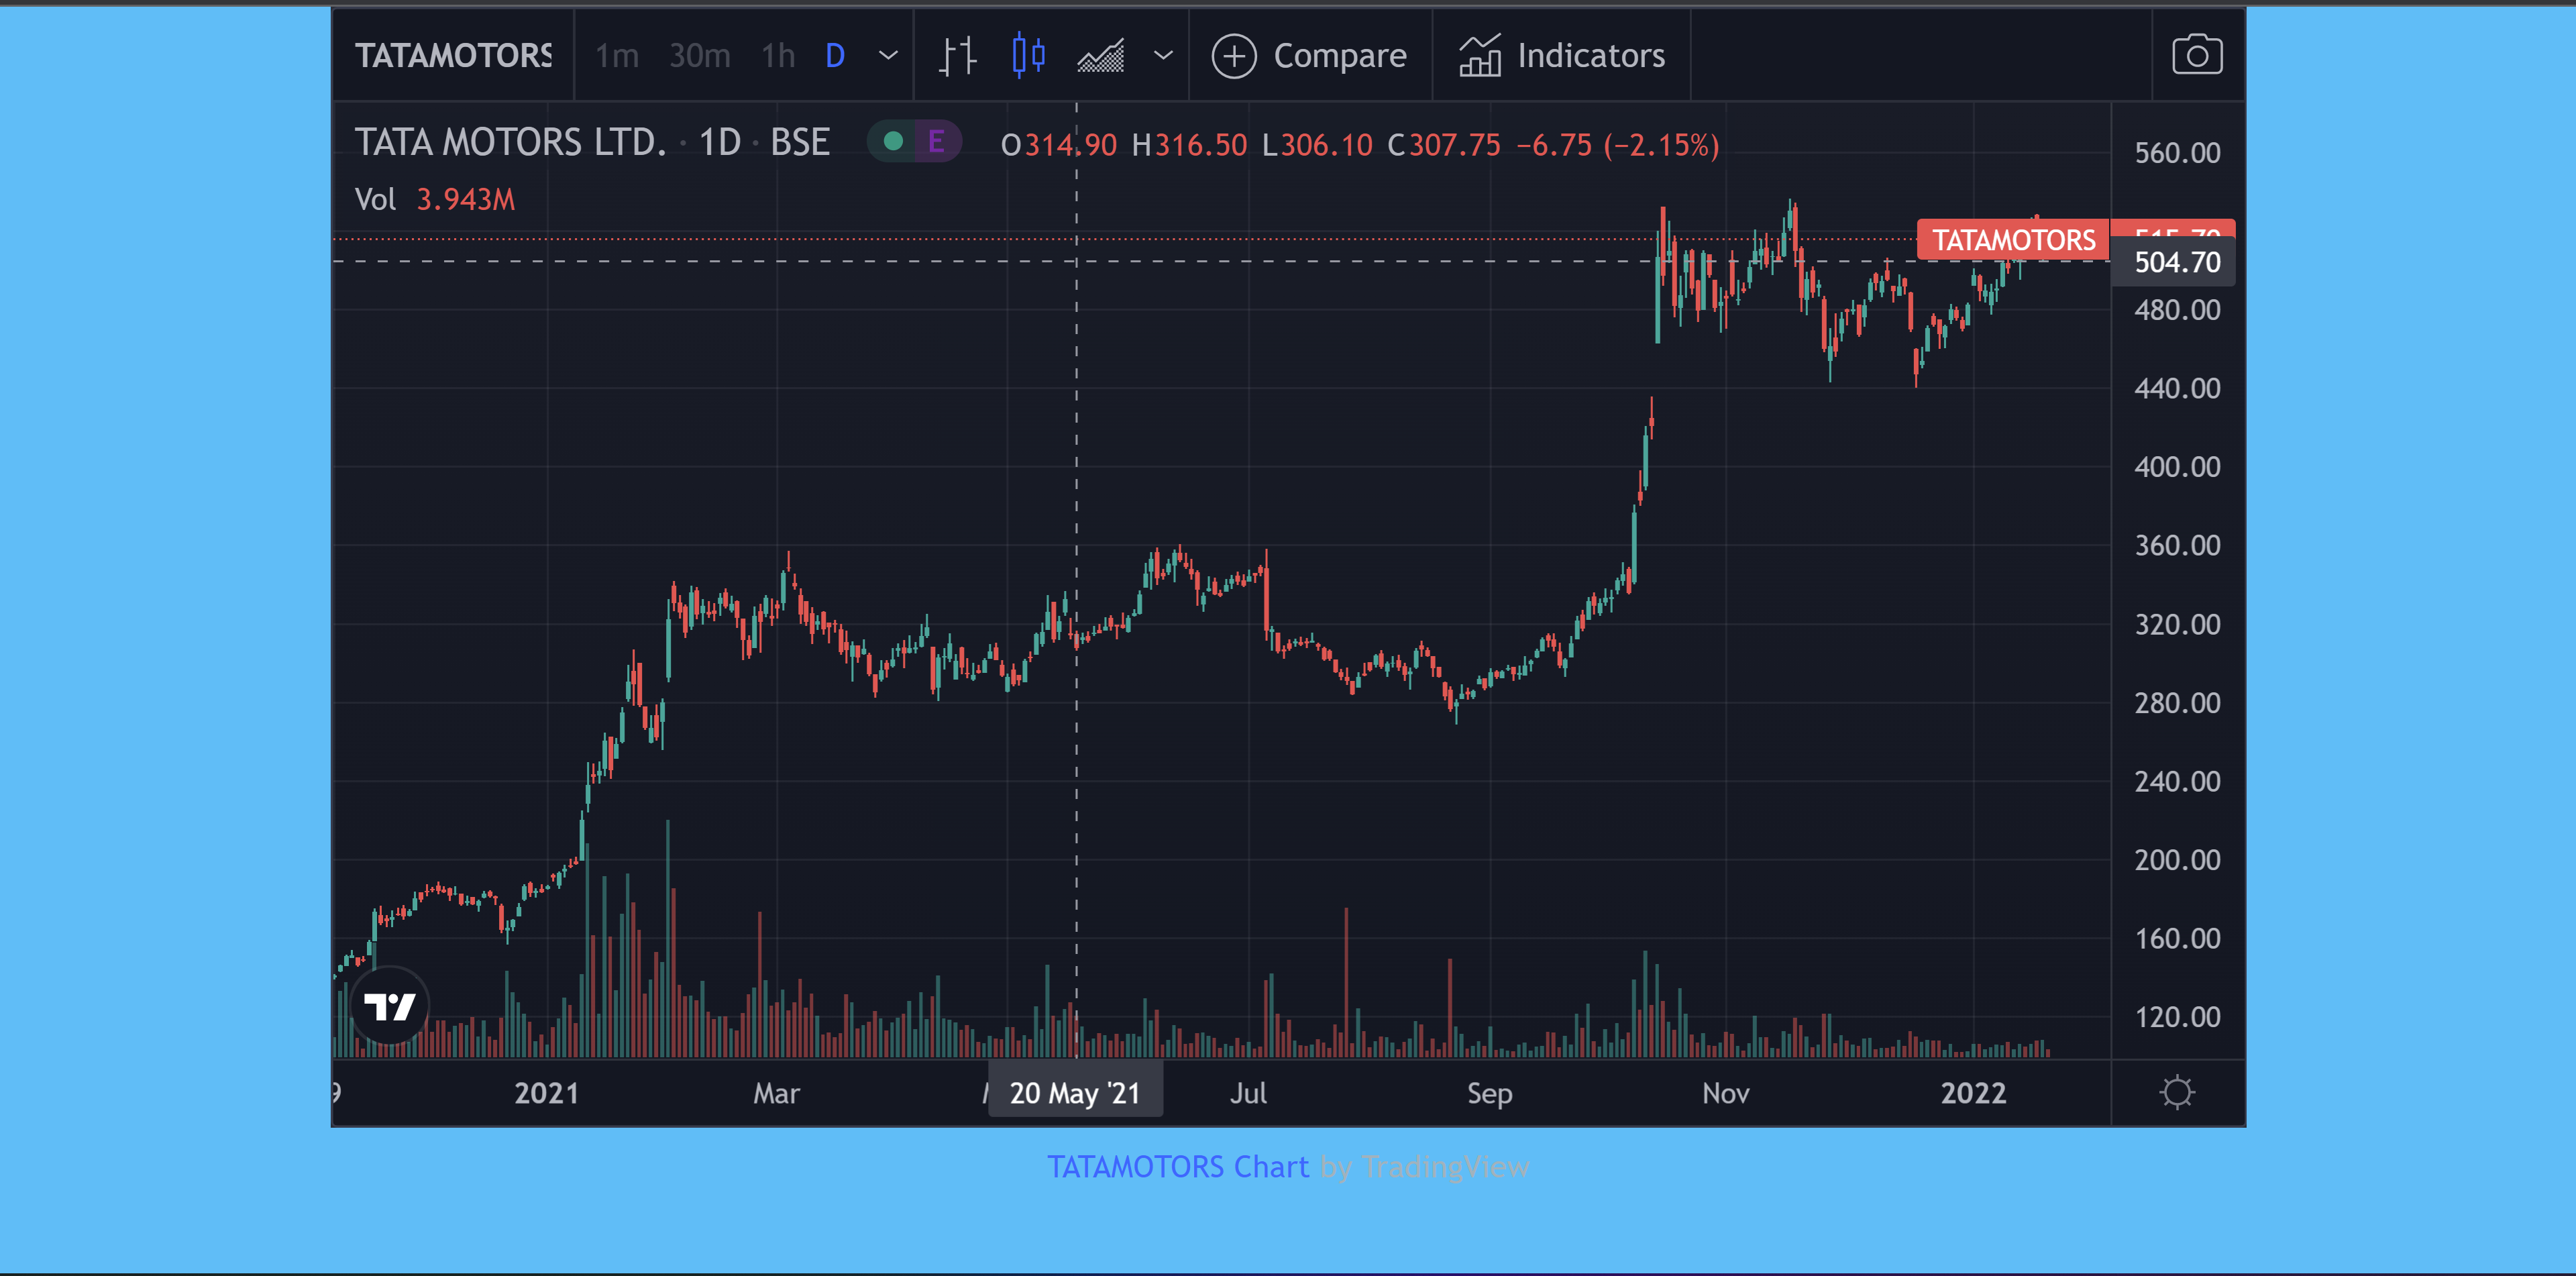 TATAMOTORS 1m 30m 1h D Compare Indicators
TATA MOTORS LTD. · 1D · BSE E O314.90 H316.50 L306.10 C307.75 −6.75 (−2.15%)
Vol 3.943M
560.00
TATAMOTORS
504.70
480.00
440.00
400.00
360.00
320.00
280.00
240.00
200.00
160.00
120.00
2021 Mar 20 May '21 Jul Sep Nov 2022
TATAMOTORS Chart by TradingView